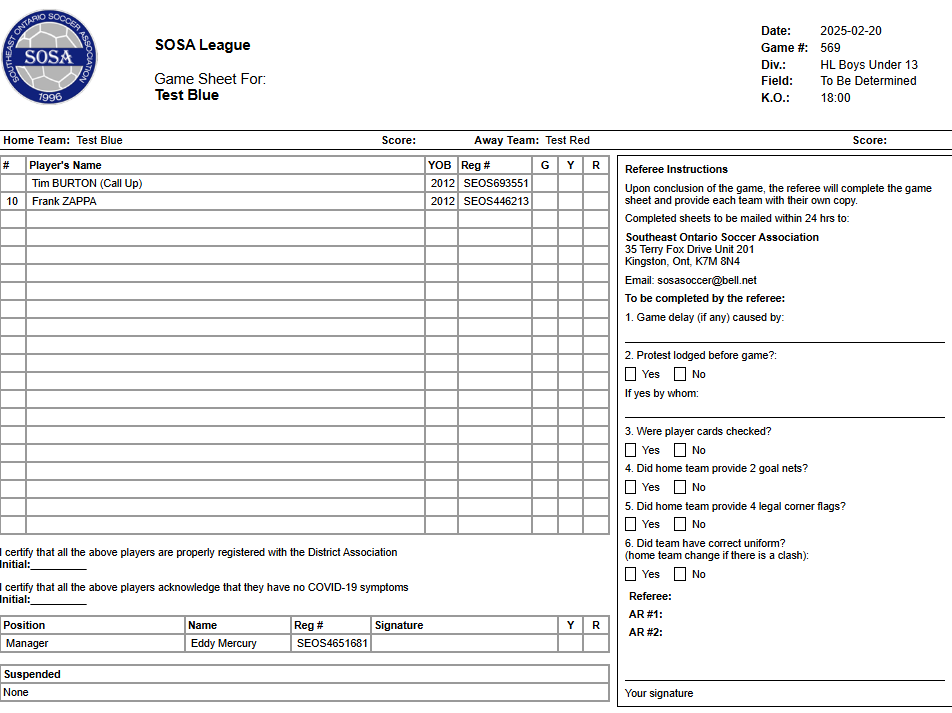 SOUTHEAST ONTARIO SOCCER ASSOCIATION
SOSA
1996
SOSA League
Game Sheet For:
Test Blue
Date: 2025-02-20
Game #: 569
Div.: HL Boys Under 13
Field: To Be Determined
K.O.: 18:00
Home Team: Test Blue Score: Away Team: Test Red Score:
# Player's Name YOB Reg # G Y R
Tim BURTON (Call Up) 2012 SEOS693551
10 Frank ZAPPA 2012 SEOS446213
I certify that all the above players are properly registered with the District Association
Initial:_________
I certify that all the above players acknowledge that they have no COVID-19 symptoms
Initial:_________
Position Name Reg # Signature Y R
Manager Eddy Mercury SEOS4651681
Suspended
None
Referee Instructions
Upon conclusion of the game, the referee will complete the game
sheet and provide each team with their own copy.
Completed sheets to be mailed within 24 hrs to:
Southeast Ontario Soccer Association
35 Terry Fox Drive Unit 201
Kingston, Ont, K7M 8N4
Email: sosasoccer@bell.net
To be completed by the referee:
1. Game delay (if any) caused by:
2. Protest lodged before game?:
Yes No
If yes by whom:
3. Were player cards checked?
Yes No
4. Did home team provide 2 goal nets?
Yes No
5. Did home team provide 4 legal corner flags?
Yes No
6. Did team have correct uniform?
(home team change if there is a clash):
Yes No
Referee:
AR #1:
AR #2:
Your signature